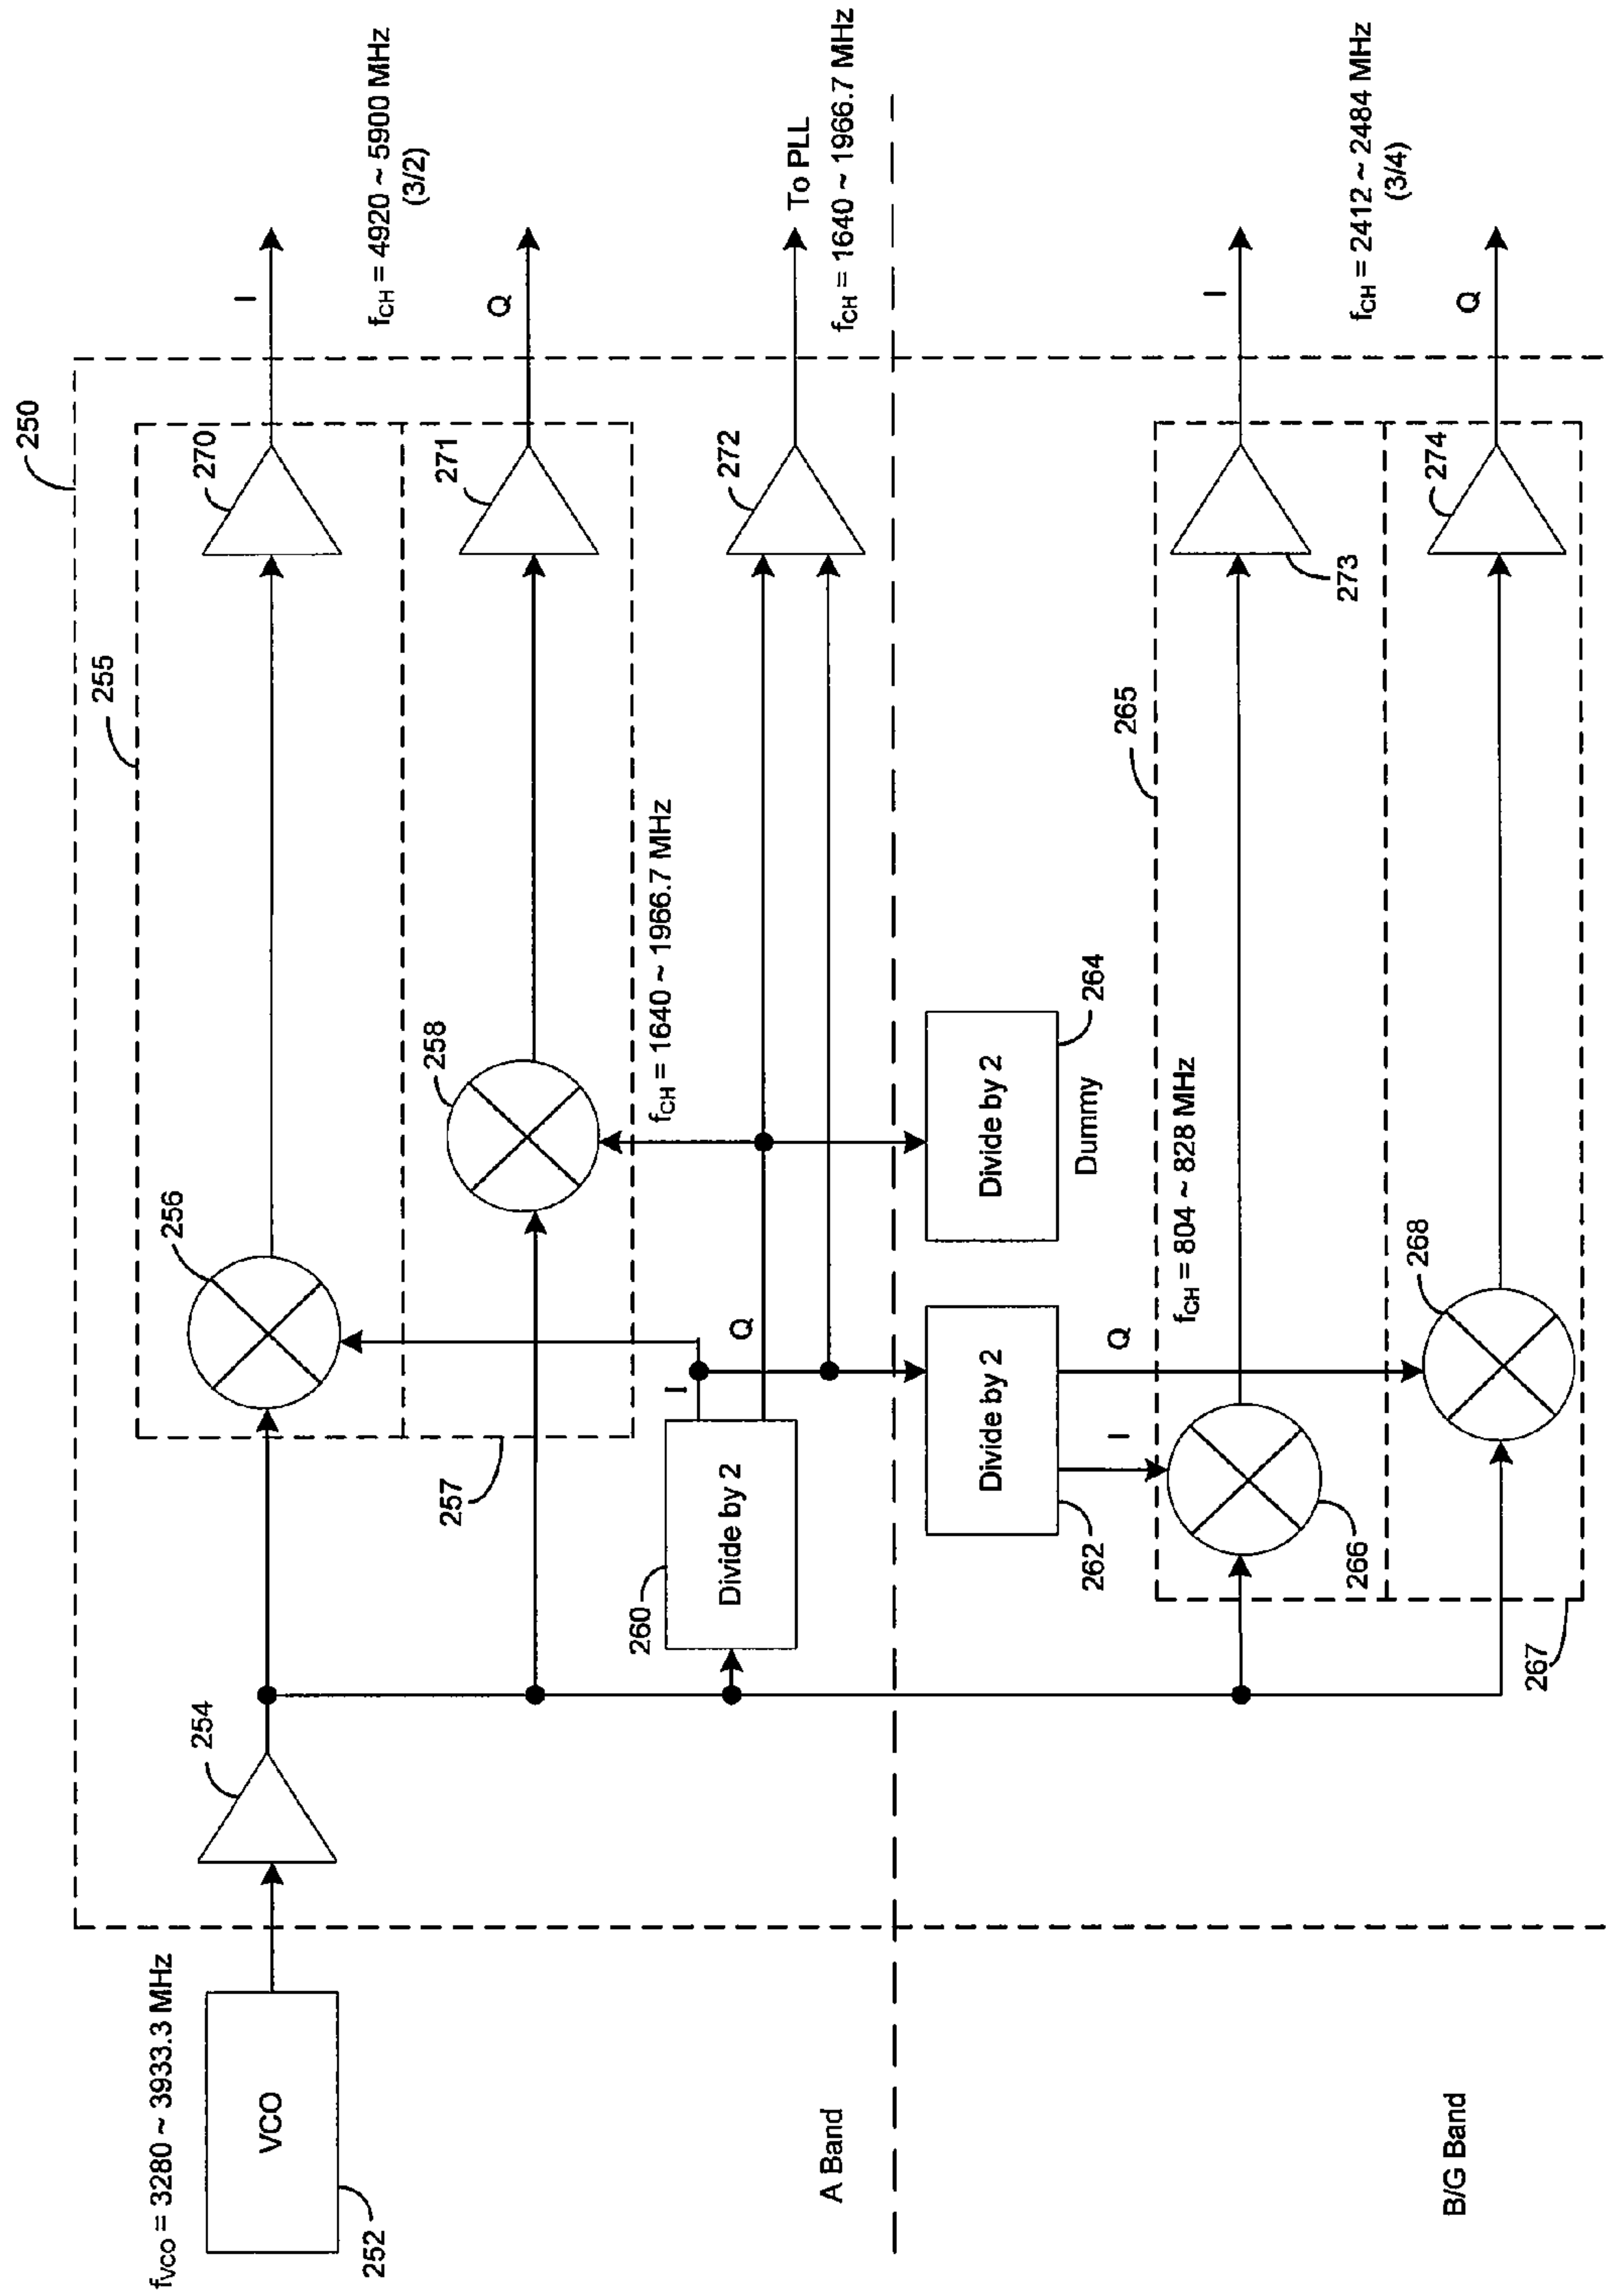 250
f_VCO = 3280 ~ 3933.3 MHz
VCO
252
254
255
256
270
I
f_CH = 4920 ~ 5900 MHz
(3/2)
257
258
271
Q
f_CH = 1640 ~ 1966.7 MHz
260
Divide by 2
I
Q
272
To PLL
f_CH = 1640 ~ 1966.7 MHz
A Band
Divide by 2
262
I
Q
Divide by 2
264
Dummy
265
f_CH = 804 ~ 828 MHz
266
273
I
f_CH = 2412 ~ 2484 MHz
(3/4)
B/G Band
267
268
274
Q